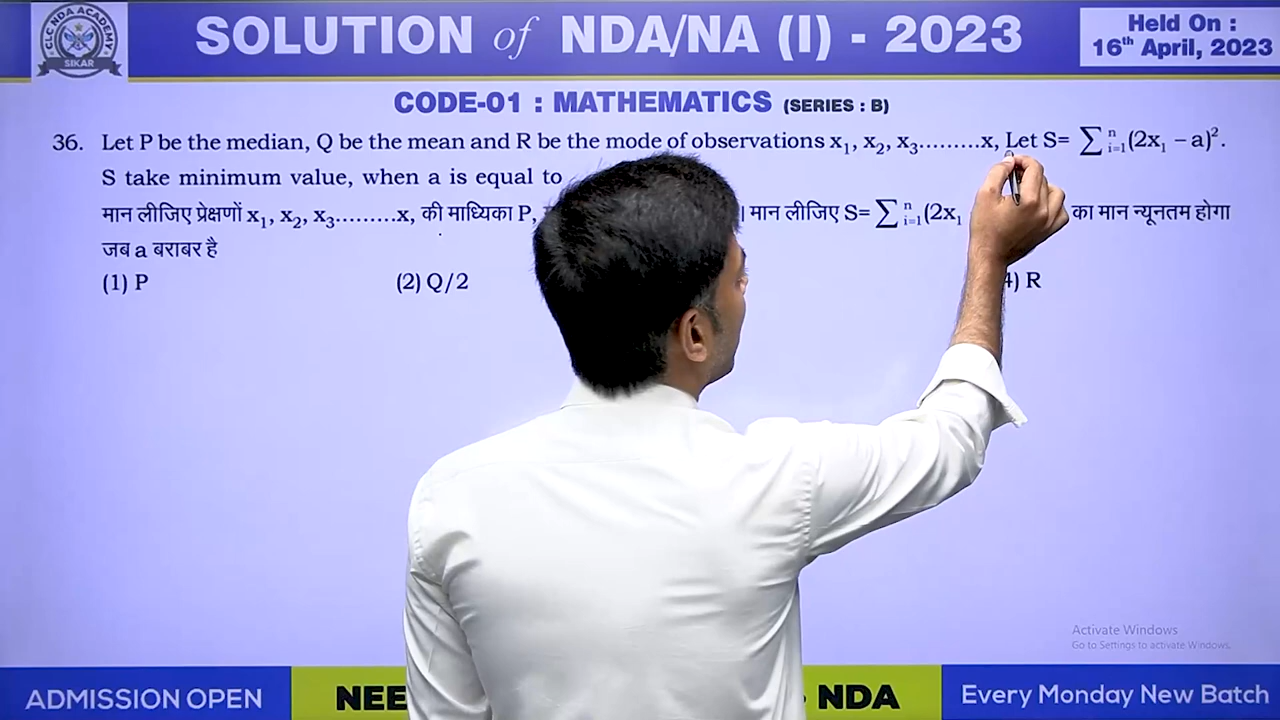 CLC NDA ACADEMY
SIKAR
SOLUTION of NDA/NA (I) - 2023
Held On :
16th April, 2023
CODE-01 : MATHEMATICS (SERIES : B)
36. Let P be the median, Q be the mean and R be the mode of observations x₁, x₂, x₃.........x, Let S= ∑ⁿᵢ₌₁(2x₁ – a)².
S take minimum value, when a is equal to
मान लीजिए प्रेक्षणों x₁, x₂, x₃.........x, की माध्यिका P, । मान लीजिए S= ∑ⁿᵢ₌₁(2x₁ का मान न्यूनतम होगा
जब a बराबर है
(1) P (2) Q/2 4) R
Activate Windows
Go to Settings to activate Windows.
ADMISSION OPEN NEE NDA Every Monday New Batch